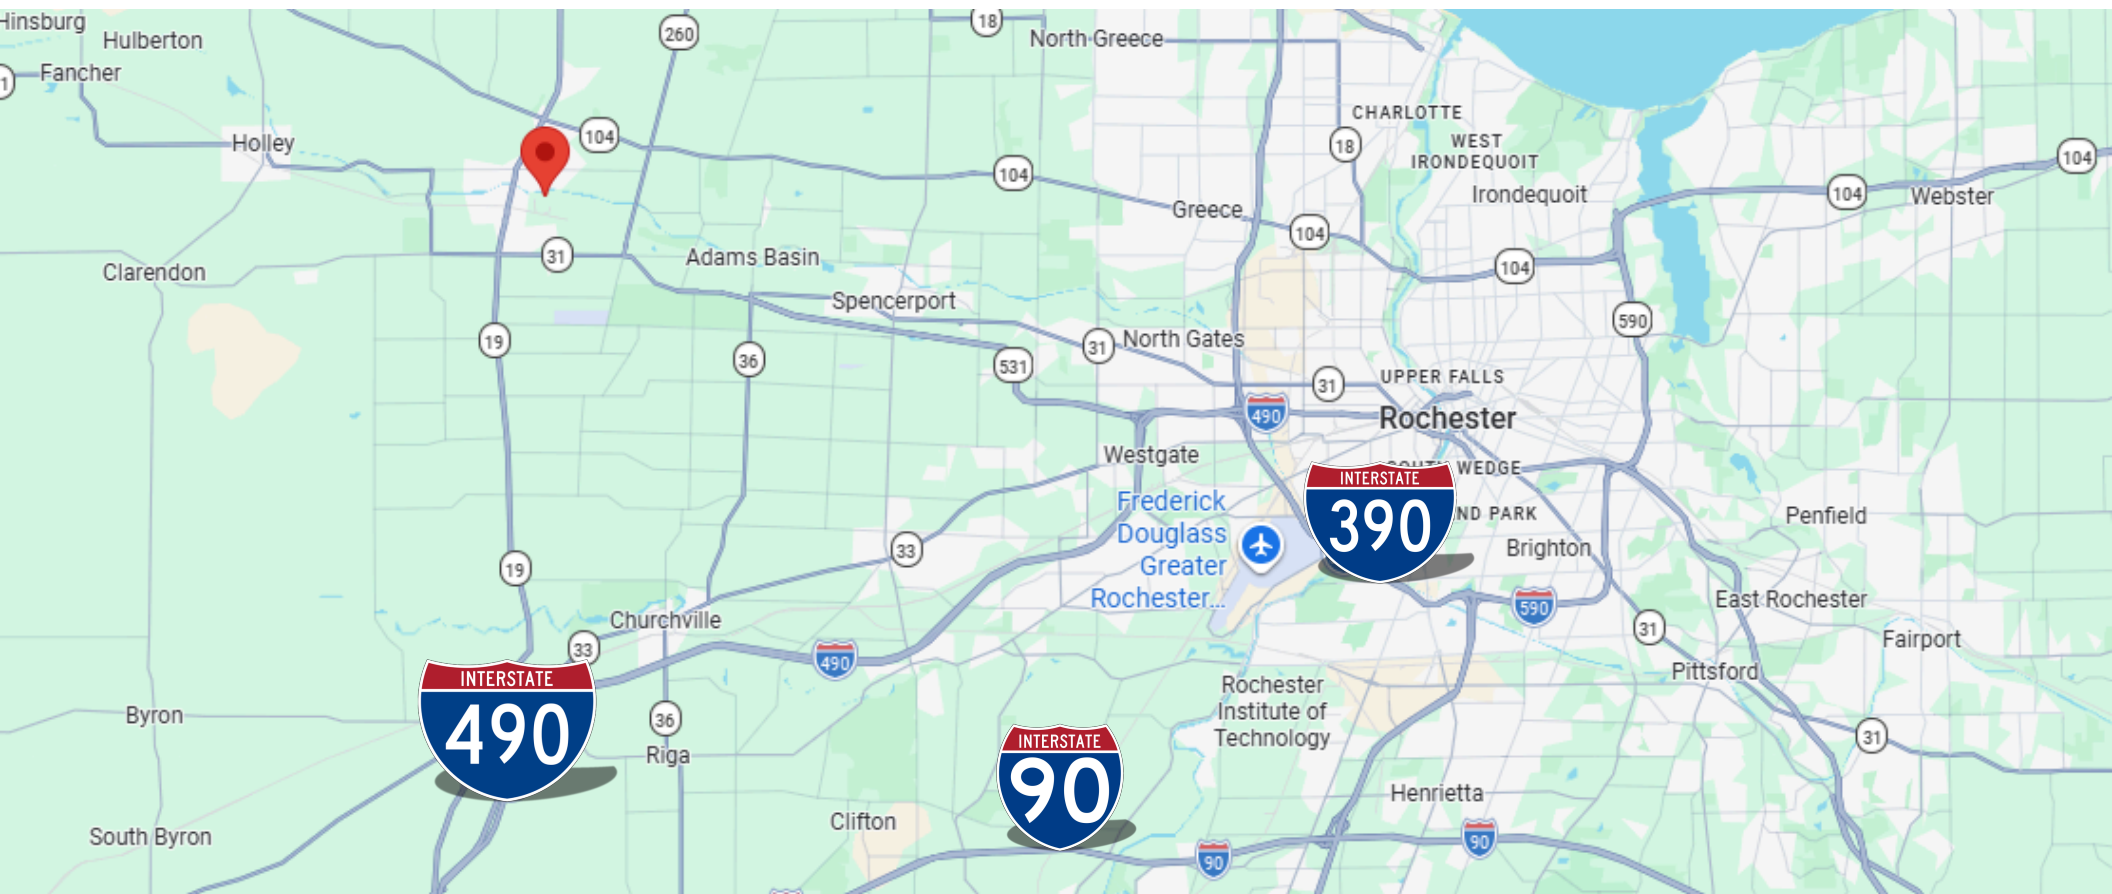 Hinsburg
Hulberton
260
18
North Greece
Fancher
1
CHARLOTTE
104
Holley
18
WEST
IRONDEQUOIT
104
104
104
Irondequoit
Webster
Greece
104
31
Adams Basin
104
Clarendon
Spencerport
590
19
31
North Gates
36
531
31
UPPER FALLS
490
Rochester
Westgate
SOUTH WEDGE
INTERSTATE
390
Frederick
Douglass
Greater
Rochester...
ND PARK
Penfield
33
Brighton
19
590
East Rochester
Churchville
31
Fairport
33
490
Pittsford
INTERSTATE
490
Rochester
Institute of
Technology
Byron
36
31
Riga
INTERSTATE
90
Henrietta
Clifton
South Byron
90
90